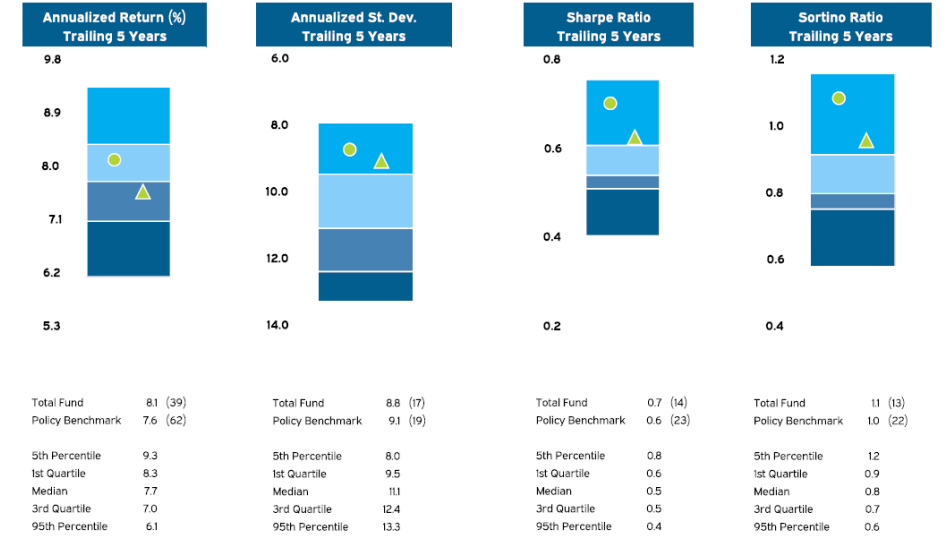 Annualized Return (%)
Trailing 5 Years
9.8
8.9
8.0
7.1
6.2
5.3
Total Fund 8.1 (39)
Policy Benchmark 7.6 (62)
5th Percentile 9.3
1st Quartile 8.3
Median 7.7
3rd Quartile 7.0
95th Percentile 6.1
Annualized St. Dev.
Trailing 5 Years
6.0
8.0
10.0
12.0
14.0
Total Fund 8.8 (17)
Policy Benchmark 9.1 (19)
5th Percentile 8.0
1st Quartile 9.5
Median 11.1
3rd Quartile 12.4
95th Percentile 13.3
Sharpe Ratio
Trailing 5 Years
0.8
0.6
0.4
0.2
Total Fund 0.7 (14)
Policy Benchmark 0.6 (23)
5th Percentile 0.8
1st Quartile 0.6
Median 0.5
3rd Quartile 0.5
95th Percentile 0.4
Sortino Ratio
Trailing 5 Years
1.2
1.0
0.8
0.6
0.4
Total Fund 1.1 (13)
Policy Benchmark 1.0 (22)
5th Percentile 1.2
1st Quartile 0.9
Median 0.8
3rd Quartile 0.7
95th Percentile 0.6